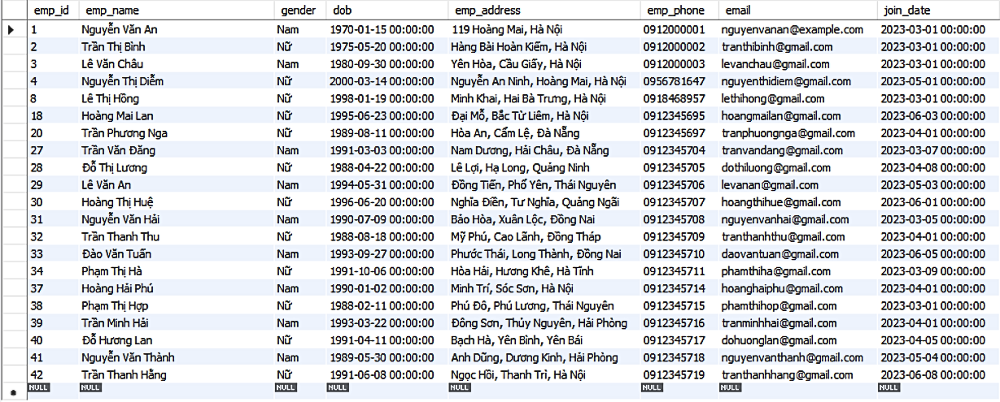 emp_id emp_name gender dob emp_address emp_phone email join_date
1 Nguyễn Văn An Nam 1970-01-15 00:00:00 119 Hoàng Mai, Hà Nội 0912000001 nguyenvanan@example.com 2023-03-01 00:00:00
2 Trần Thị Bình Nữ 1975-05-20 00:00:00 Hàng Bài Hoàn Kiếm, Hà Nội 0912000002 tranthibinh@gmail.com 2023-03-01 00:00:00
3 Lê Văn Châu Nam 1980-09-30 00:00:00 Yên Hòa, Cầu Giấy, Hà Nội 0912000003 levanchau@gmail.com 2023-03-01 00:00:00
4 Nguyễn Thị Diễm Nữ 2000-03-14 00:00:00 Nguyễn An Ninh, Hoàng Mai, Hà Nội 0956781647 nguyenthidiem@gmail.com 2023-05-01 00:00:00
8 Lê Thị Hồng Nữ 1998-01-19 00:00:00 Minh Khai, Hai Bà Trưng, Hà Nội 0918468957 lethihong@gmail.com 2023-03-01 00:00:00
18 Hoàng Mai Lan Nữ 1995-06-23 00:00:00 Đại Mỗ, Bắc Từ Liêm, Hà Nội 0912345695 hoangmailan@gmail.com 2023-06-03 00:00:00
20 Trần Phương Nga Nữ 1989-08-11 00:00:00 Hòa An, Cẩm Lệ, Đà Nẵng 0912345697 tranphuongnga@gmail.com 2023-04-01 00:00:00
27 Trần Văn Đăng Nam 1991-03-03 00:00:00 Nam Dương, Hải Châu, Đà Nẵng 0912345704 tranvandang@gmail.com 2023-03-07 00:00:00
28 Đỗ Thị Lương Nữ 1988-04-22 00:00:00 Lê Lợi, Hạ Long, Quảng Ninh 0912345705 dothiluong@gmail.com 2023-04-08 00:00:00
29 Lê Văn An Nam 1994-05-31 00:00:00 Đồng Tiến, Phổ Yên, Thái Nguyên 0912345706 levanan@gmail.com 2023-05-03 00:00:00
30 Hoàng Thị Huệ Nữ 1996-06-20 00:00:00 Nghĩa Điền, Tư Nghĩa, Quảng Ngãi 0912345707 hoangthihue@gmail.com 2023-06-01 00:00:00
31 Nguyễn Văn Hải Nam 1990-07-09 00:00:00 Bảo Hòa, Xuân Lộc, Đồng Nai 0912345708 nguyenvanhai@gmail.com 2023-03-05 00:00:00
32 Trần Thanh Thu Nữ 1988-08-18 00:00:00 Mỹ Phú, Cao Lãnh, Đồng Tháp 0912345709 tranthanhthu@gmail.com 2023-04-01 00:00:00
33 Đào Văn Tuấn Nam 1993-09-27 00:00:00 Phước Thái, Long Thành, Đồng Nai 0912345710 daovantuan@gmail.com 2023-06-05 00:00:00
34 Phạm Thị Hà Nữ 1991-10-06 00:00:00 Hòa Hải, Hương Khê, Hà Tĩnh 0912345711 phamthiha@gmail.com 2023-03-09 00:00:00
37 Hoàng Hải Phú Nam 1990-01-02 00:00:00 Minh Trí, Sóc Sơn, Hà Nội 0912345714 hoanghaiphu@gmail.com 2023-04-01 00:00:00
38 Phạm Thị Hợp Nữ 1988-02-11 00:00:00 Phú Đô, Phú Lương, Thái Nguyên 0912345715 phamthihop@gmail.com 2023-03-01 00:00:00
39 Trần Minh Hải Nam 1993-03-22 00:00:00 Đông Sơn, Thủy Nguyên, Hải Phòng 0912345716 tranminhhai@gmail.com 2023-04-01 00:00:00
40 Đỗ Hương Lan Nữ 1991-04-11 00:00:00 Bạch Hà, Yên Bình, Yên Bái 0912345717 dohuonglan@gmail.com 2023-04-05 00:00:00
41 Nguyễn Văn Thành Nam 1989-05-30 00:00:00 Anh Dũng, Dương Kinh, Hải Phòng 0912345718 nguyenvanthanh@gmail.com 2023-05-04 00:00:00
42 Trần Thanh Hằng Nữ 1991-06-08 00:00:00 Ngọc Hồi, Thanh Trì, Hà Nội 0912345719 tranthanhhang@gmail.com 2023-06-08 00:00:00
NULL NULL NULL NULL NULL NULL NULL NULL